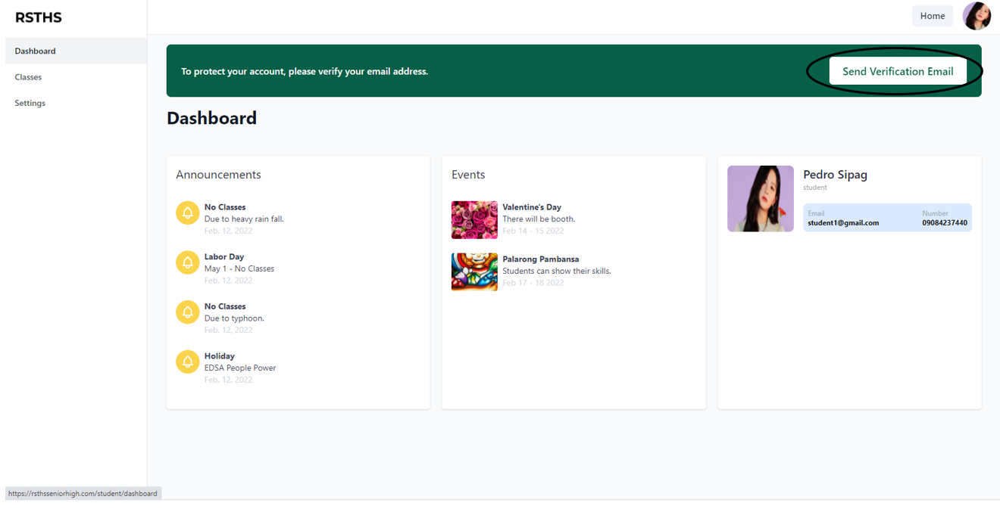 RSTHS
Home
Dashboard
Classes
Settings
To protect your account, please verify your email address.
Send Verification Email
Dashboard
Announcements
No Classes
Due to heavy rain fall.
Feb. 12, 2022
Labor Day
May 1 - No Classes
Feb. 12, 2022
No Classes
Due to typhoon.
Feb. 12, 2022
Holiday
EDSA People Power
Feb. 12, 2022
Events
Valentine's Day
There will be booth.
Feb 14 - 15 2022
Palarong Pambansa
Students can show their skills.
Feb 17 - 18 2022
Pedro Sipag
student
Email Number
student1@gmail.com 09084237440
https://rsthsseniorhigh.com/student/dashboard